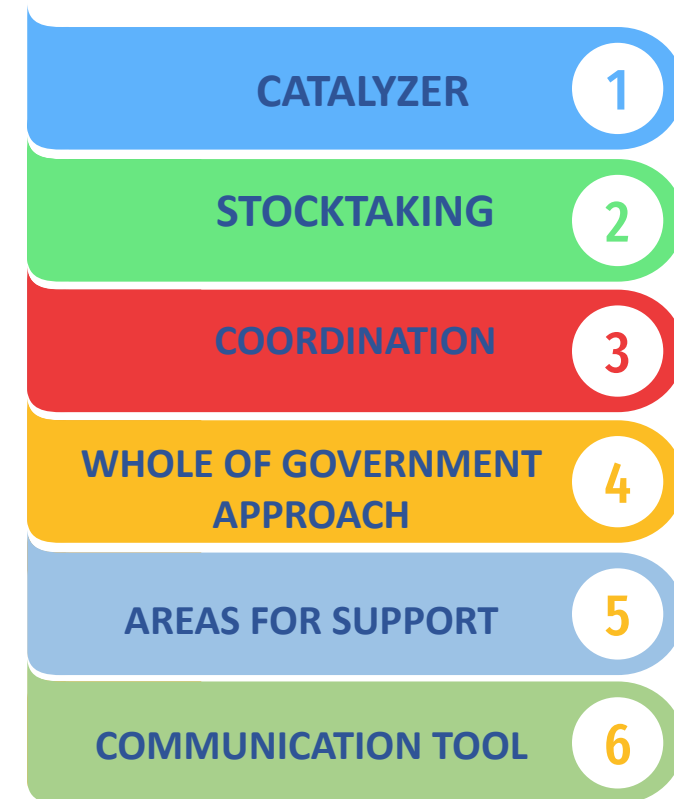 CATALYZER 1
STOCKTAKING 2
COORDINATION 3
WHOLE OF GOVERNMENT
APPROACH 4
AREAS FOR SUPPORT 5
COMMUNICATION TOOL 6